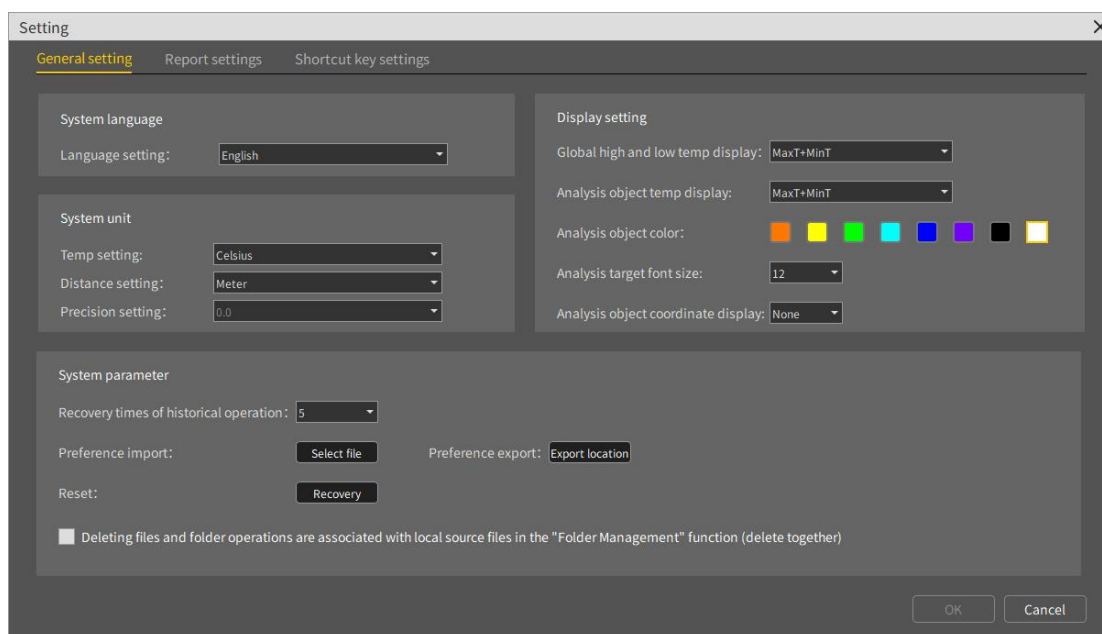 Setting
General setting
Report settings
Shortcut key settings
System language
Language setting: English
System unit
Temp setting: Celsius
Distance setting: Meter
Precision setting: 0.0
Display setting
Global high and low temp display: MaxT+MinT
Analysis object temp display: MaxT+MinT
Analysis object color:
Analysis target font size: 12
Analysis object coordinate display: None
System parameter
Recovery times of historical operation: 5
Preference import: Select file Preference export: Export location
Reset: Recovery
Deleting files and folder operations are associated with local source files in the "Folder Management" function (delete together)
OK Cancel